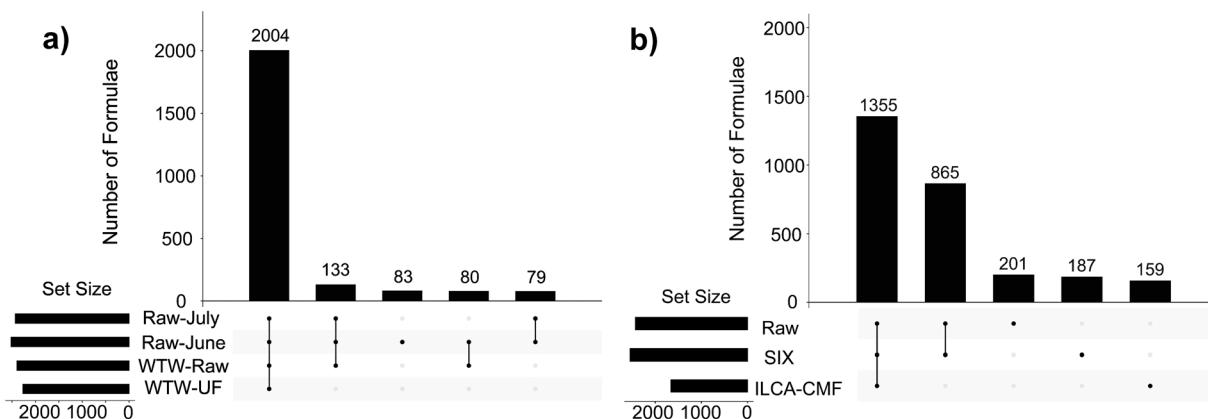 a)
Number of Formulae
2000
1500
1000
500
0
2004
133
83
80
79
Set Size
Raw-July
Raw-June
WTW-Raw
WTW-UF
2000 1000 0
b)
Number of Formulae
2000
1500
1000
500
0
1355
865
201
187
159
Set Size
Raw
SIX
ILCA-CMF
2000 1000 0